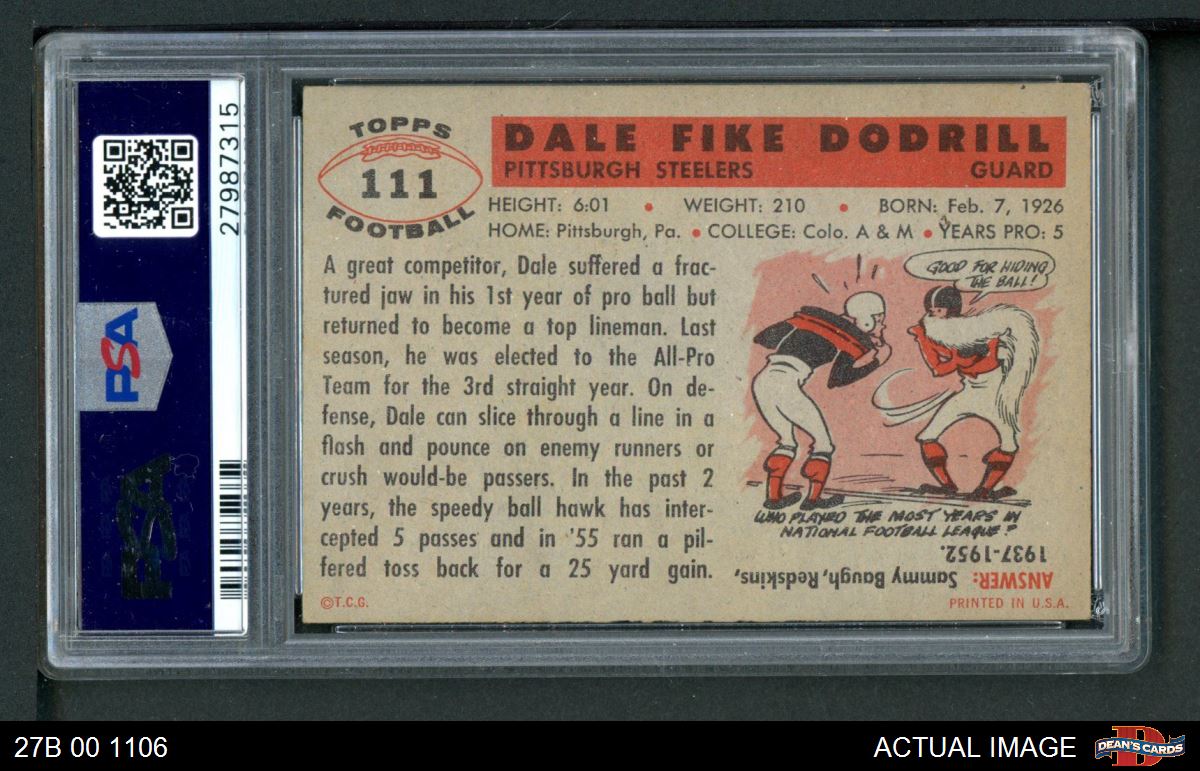 27987315
PSA
PSA
TOPPS
111
FOOTBALL
DALE FIKE DODRILL
PITTSBURGH STEELERS GUARD
HEIGHT: 6:01 • WEIGHT: 210 • BORN: Feb. 7, 1926
HOME: Pittsburgh, Pa. • COLLEGE: Colo. A & M • YEARS PRO: 5
A great competitor, Dale suffered a frac-
tured jaw in his 1st year of pro ball but
returned to become a top lineman. Last
season, he was elected to the All-Pro
Team for the 3rd straight year. On de-
fense, Dale can slice through a line in a
flash and pounce on enemy runners or
crush would-be passers. In the past 2
years, the speedy ball hawk has inter-
cepted 5 passes and in '55 ran a pil-
fered toss back for a 25 yard gain.
©T.C.G.
GOOD FOR HIDING
THE BALL!
WHO PLAYED THE MOST YEARS IN
NATIONAL FOOTBALL LEAGUE?
ANSWER: Sammy Baugh, Redskins,
1937-1952.
PRINTED IN U.S.A.
27B 00 1106
ACTUAL IMAGE
D
DEAN'S CARDS